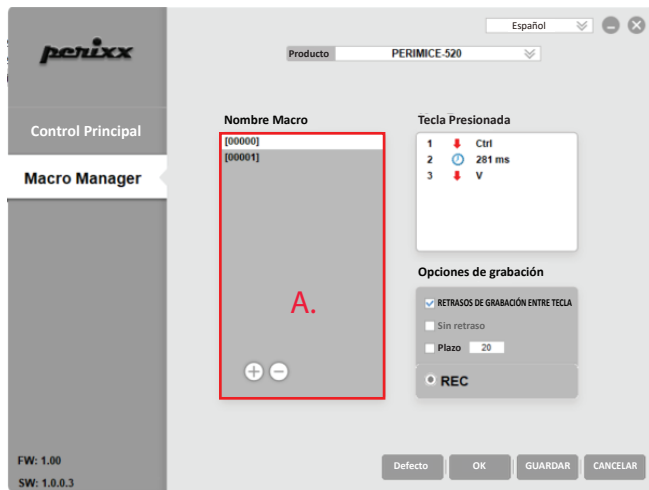 Español
perixx
Producto PERIMICE-520
Control Principal
Macro Manager
Nombre Macro
[00000]
[00001]
A.
Tecla Presionada
1 Ctrl
2 281 ms
3 V
Opciones de grabación
RETRASOS DE GRABACIÓN ENTRE TECLA
Sin retraso
Plazo 20
REC
FW: 1.00
SW: 1.0.0.3
Defecto OK GUARDAR CANCELAR